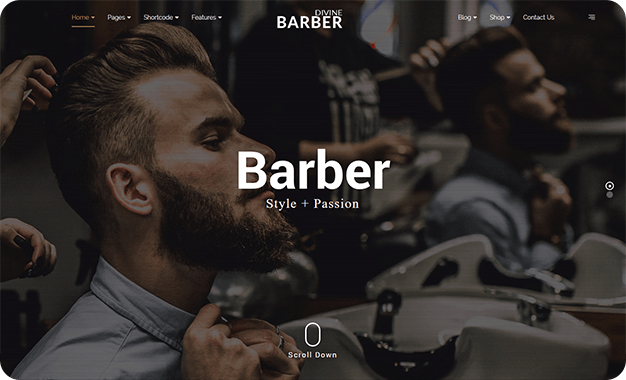 Home Pages Shortcode Features
DIVINE
BARBER
Blog Shop Contact Us
Barber
Style + Passion
Scroll Down